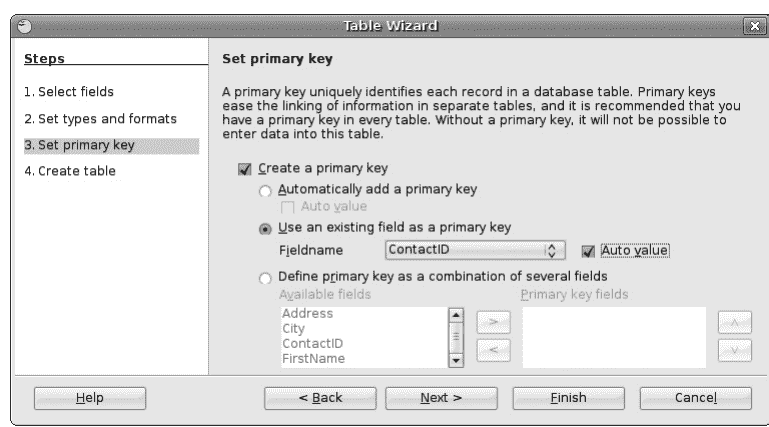 Table Wizard
Steps
1. Select fields
2. Set types and formats
3. Set primary key
4. Create table
Set primary key
A primary key uniquely identifies each record in a database table. Primary keys
ease the linking of information in separate tables, and it is recommended that you
have a primary key in every table. Without a primary key, it will not be possible to
enter data into this table.
Create a primary key
Automatically add a primary key
Auto value
Use an existing field as a primary key
Fieldname ContactID Auto value
Define primary key as a combination of several fields
Available fields Primary key fields
Address
City
ContactID
FirstName
>
<
Help < Back Next > Finish Cancel